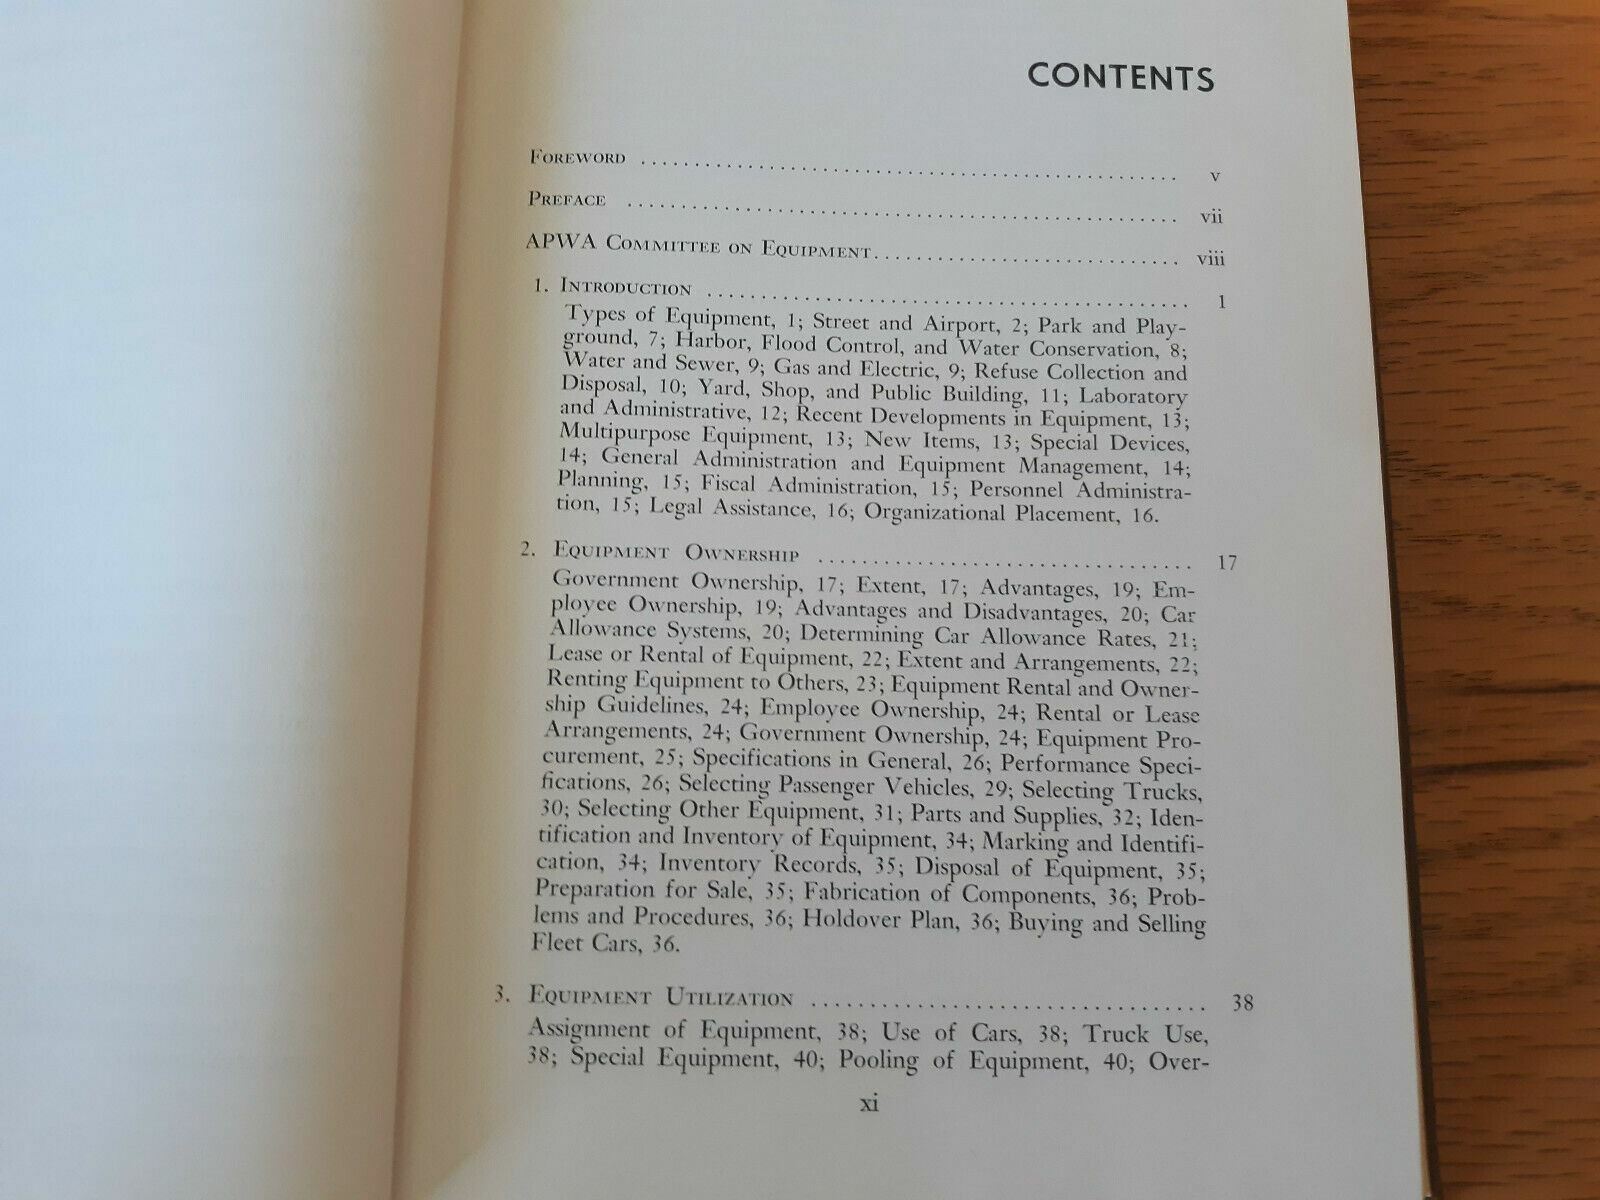 CONTENTS
Foreword .................................................. v
Preface .................................................. vii
APWA Committee on Equipment............................. viii
1. Introduction ............................................. 1
Types of Equipment, 1; Street and Airport, 2; Park and Play-
ground, 7; Harbor, Flood Control, and Water Conservation, 8;
Water and Sewer, 9; Gas and Electric, 9; Refuse Collection and
Disposal, 10; Yard, Shop, and Public Building, 11; Laboratory
and Administrative, 12; Recent Developments in Equipment, 13;
Multipurpose Equipment, 13; New Items, 13; Special Devices,
14; General Administration and Equipment Management, 14;
Planning, 15; Fiscal Administration, 15; Personnel Administra-
tion, 15; Legal Assistance, 16; Organizational Placement, 16.
2. Equipment Ownership ................................... 17
Government Ownership, 17; Extent, 17; Advantages, 19; Em-
ployee Ownership, 19; Advantages and Disadvantages, 20; Car
Allowance Systems, 20; Determining Car Allowance Rates, 21;
Lease or Rental of Equipment, 22; Extent and Arrangements, 22;
Renting Equipment to Others, 23; Equipment Rental and Owner-
ship Guidelines, 24; Employee Ownership, 24; Rental or Lease
Arrangements, 24; Government Ownership, 24; Equipment Pro-
curement, 25; Specifications in General, 26; Performance Speci-
fications, 26; Selecting Passenger Vehicles, 29; Selecting Trucks,
30; Selecting Other Equipment, 31; Parts and Supplies, 32; Iden-
tification and Inventory of Equipment, 34; Marking and Identifi-
cation, 34; Inventory Records, 35; Disposal of Equipment, 35;
Preparation for Sale, 35; Fabrication of Components, 36; Prob-
lems and Procedures, 36; Holdover Plan, 36; Buying and Selling
Fleet Cars, 36.
3. Equipment Utilization .................................. 38
Assignment of Equipment, 38; Use of Cars, 38; Truck Use,
38; Special Equipment, 40; Pooling of Equipment, 40; Over-
xi